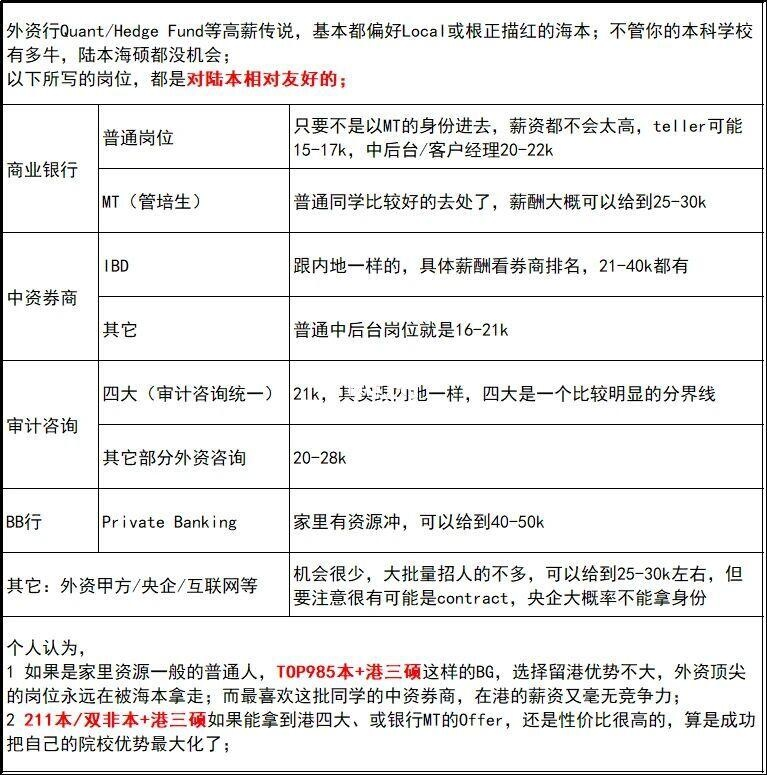 外资行Quant/Hedge Fund等高薪传说，基本都偏好Local或根正描红的海本；不管你的本科学校
有多牛，陆本海硕都没机会；
以下所写的岗位，都是对陆本相对友好的；
商业银行
普通岗位
只要不是以MT的身份进去，薪资都不会太高，teller可能
15-17k，中后台/客户经理20-22k
MT（管培生）
普通同学比较好的去处了，薪酬大概可以给到25-30k
中资券商
IBD
跟内地一样的，具体薪酬看券商排名，21-40k都有
其它
普通中后台岗位就是16-21k
审计咨询
四大（审计咨询统一）
21k，其实跟内地一样，四大是一个比较明显的分界线
其它部分外资咨询
20-28k
BB行
Private Banking
家里有资源冲，可以给到40-50k
其它：外资甲方/央企/互联网等
机会很少，大批量招人的不多，可以给到25-30k左右，但
要注意很有可能是contract，央企大概率不能拿身份
个人认为，
1 如果是家里资源一般的普通人，TOP985本+港三硕这样的BG，选择留港优势不大，外资顶尖
的岗位永远在被海本拿走；而最喜欢这批同学的中资券商，在港的薪资又毫无竞争力；
2 211本/双非本+港三硕如果能拿到港四大、或银行MT的Offer，还是性价比很高的，算是成功
把自己的院校优势最大化了；